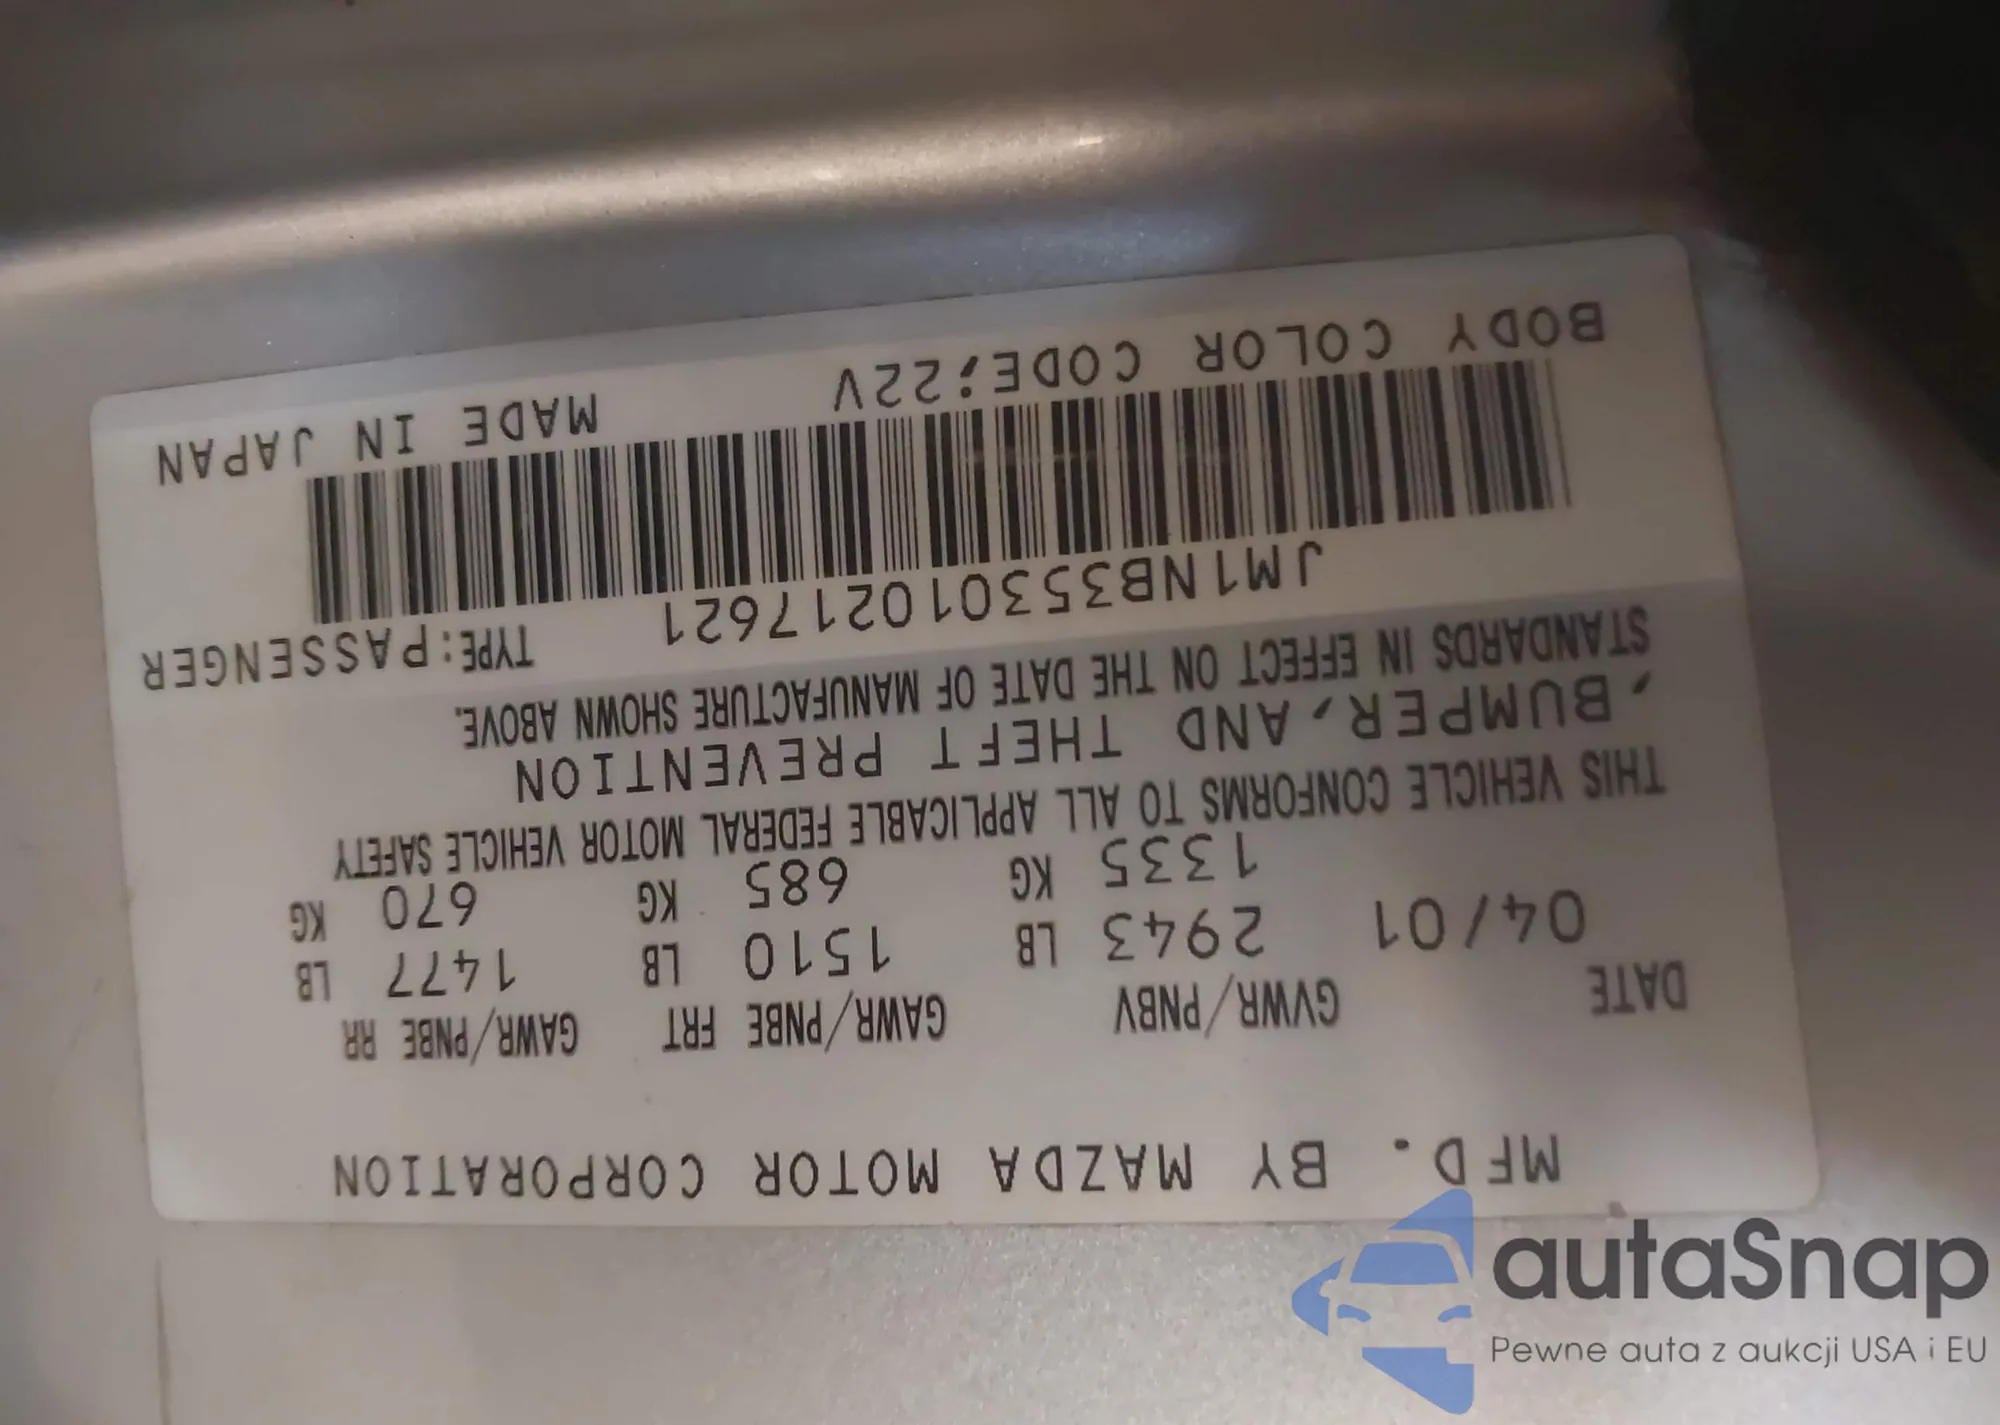 MFD. BY MAZDA MOTOR CORPORATION
DATE GVWR/PNBV GAWR/PNBE FRT GAWR/PNBE RR
04/01 2943 LB 1510 LB 1477 LB
1335 KG 685 KG 670 KG
THIS VEHICLE CONFORMS TO ALL APPLICABLE FEDERAL MOTOR VEHICLE SAFETY
,BUMPER,AND THEFT PREVENTION
STANDARDS IN EFFECT ON THE DATE OF MANUFACTURE SHOWN ABOVE.
JM1NB353010217621 TYPE:PASSENGER
BODY COLOR CODE:22V MADE IN JAPAN
autaSnap
Pewne auta z aukcji USA i EU